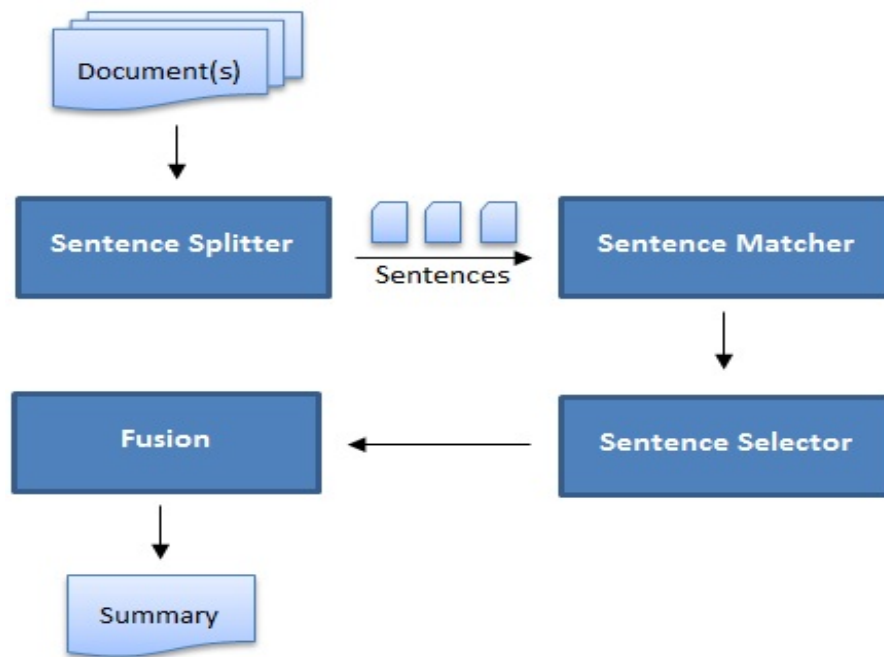 Document(s)
Sentence Splitter
Sentences
Sentence Matcher
Sentence Selector
Fusion
Summary